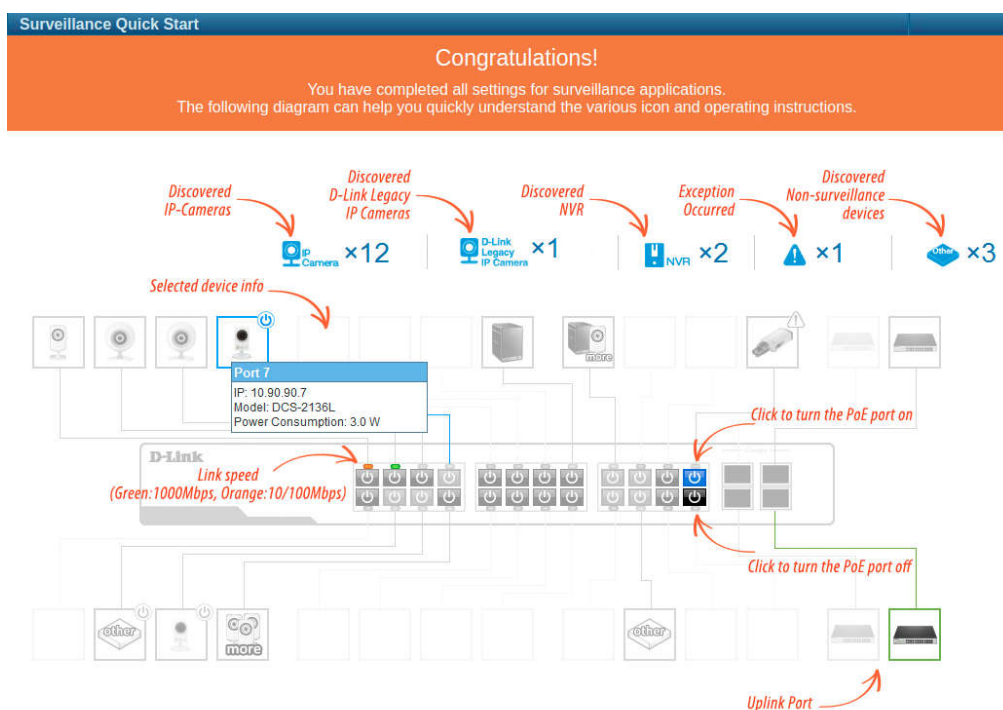 Surveillance Quick Start
Congratulations!
You have completed all settings for surveillance applications.
The following diagram can help you quickly understand the various icon and operating instructions.
Discovered
IP-Cameras
Discovered
D-Link Legacy
IP Cameras
Discovered
NVR
Exception
Occurred
Discovered
Non-surveillance
devices
IP
Camera ×12
D-Link
Legacy
IP Camera ×1
NVR ×2
×1
Other ×3
Selected device info
more
Port 7
IP: 10.90.90.7
Model: DCS-2136L
Power Consumption: 3.0 W
Click to turn the PoE port on
D-Link
Link speed
(Green:1000Mbps, Orange:10/100Mbps)
Click to turn the PoE port off
other
more
other
Uplink Port